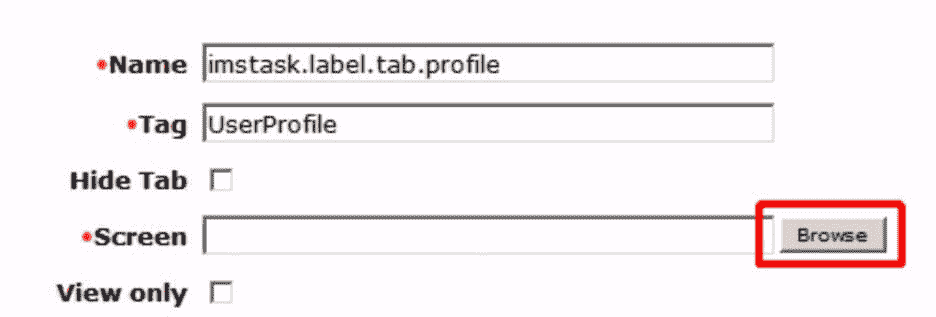 •Name imstask.label.tab.profile
•Tag UserProfile
Hide Tab
•Screen Browse
View only